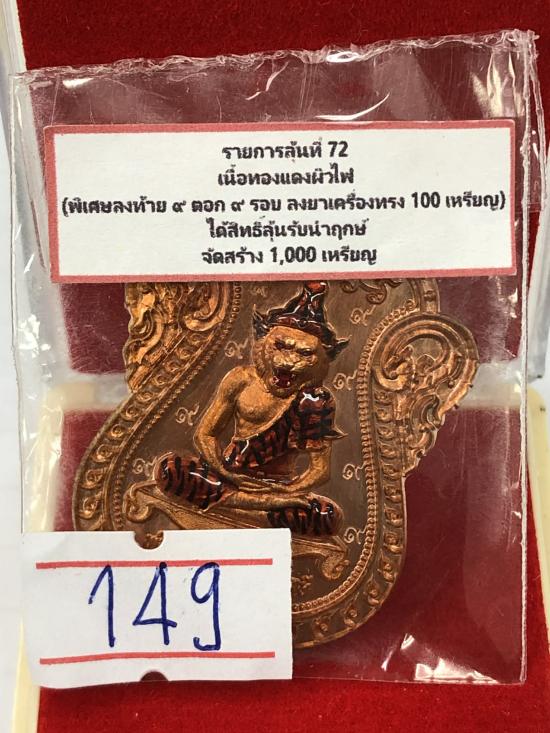 รายการลุ้นที่ 72
เนื้อทองแดงผิวไฟ
(พิเศษลงท้าย ๙ ตอก ๙ รอบ ลงยาเครื่องทรง 100 เหรียญ)
ได้สิทธิ์ลุ้นรับนำฤกษ์
จัดสร้าง 1,000 เหรียญ
149